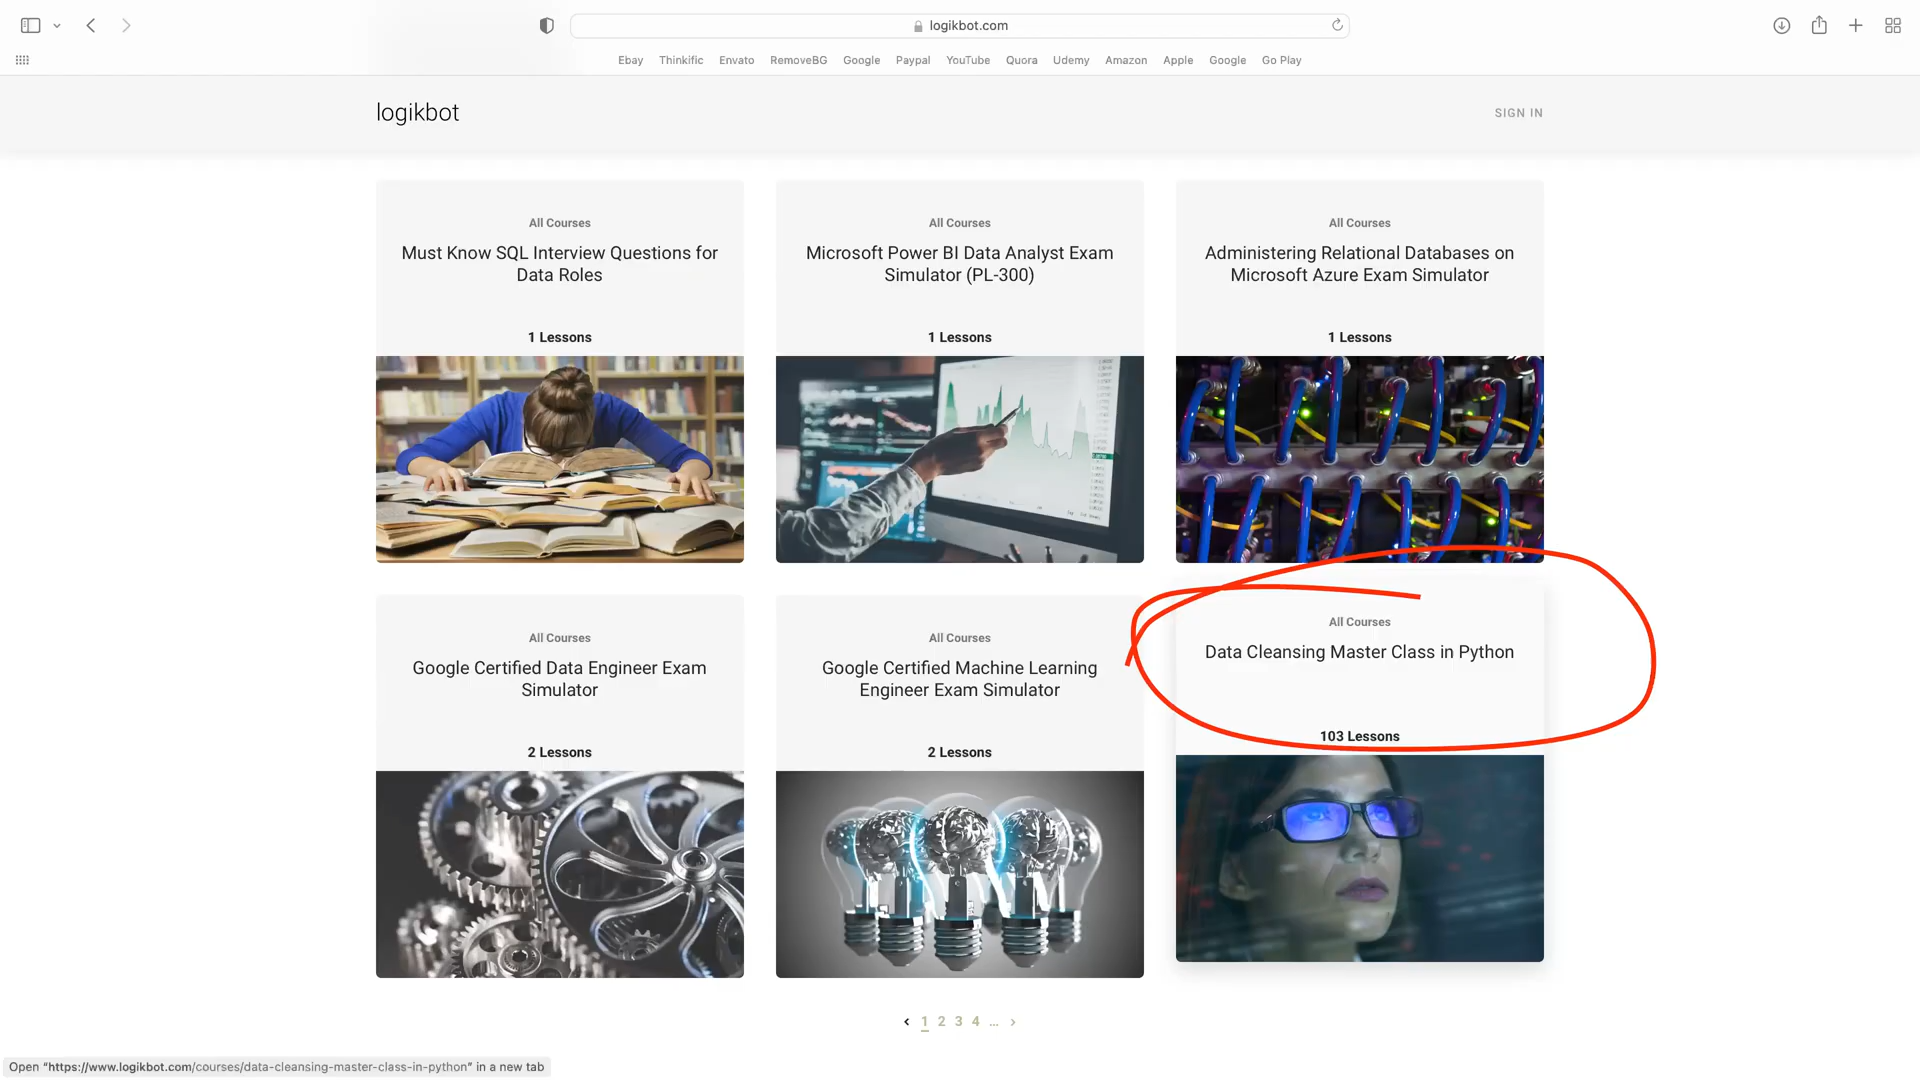 logikbot.com
Ebay Thinkific Envato RemoveBG Google Paypal YouTube Quora Udemy Amazon Apple Google Go Play
logikbot
SIGN IN
All Courses
Must Know SQL Interview Questions for
Data Roles
1 Lessons
All Courses
Microsoft Power BI Data Analyst Exam
Simulator (PL-300)
1 Lessons
All Courses
Administering Relational Databases on
Microsoft Azure Exam Simulator
1 Lessons
All Courses
Google Certified Data Engineer Exam
Simulator
2 Lessons
All Courses
Google Certified Machine Learning
Engineer Exam Simulator
2 Lessons
All Courses
Data Cleansing Master Class in Python
103 Lessons
‹ 1 2 3 4 ... ›
Open “https://www.logikbot.com/courses/data-cleansing-master-class-in-python” in a new tab